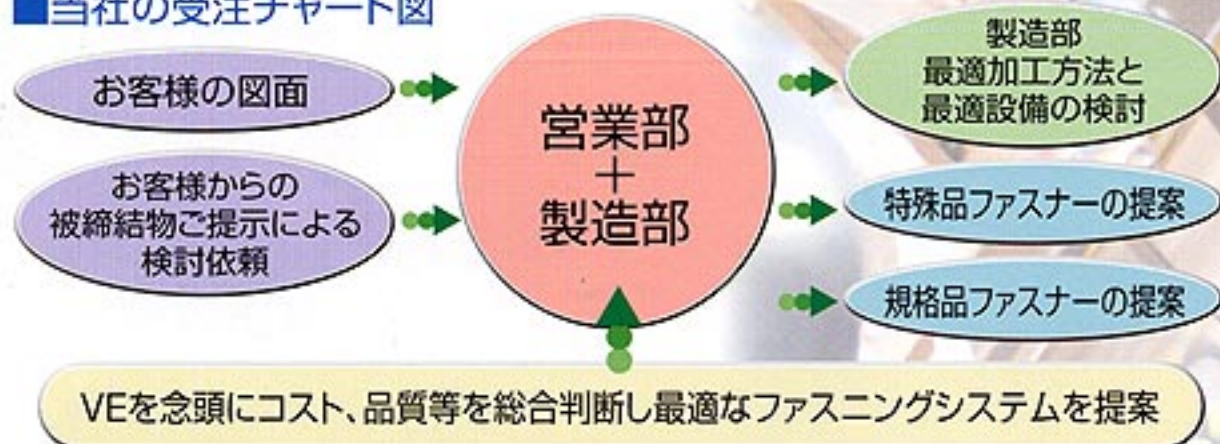 ■当社の受注チャート図
お客様の図面
お客様からの
被締結物ご提示による
検討依頼
営業部
+
製造部
製造部
最適加工方法と
最適設備の検討
特殊品ファスナーの提案
規格品ファスナーの提案
VEを念頭にコスト、品質等を総合判断し最適なファスニングシステムを提案